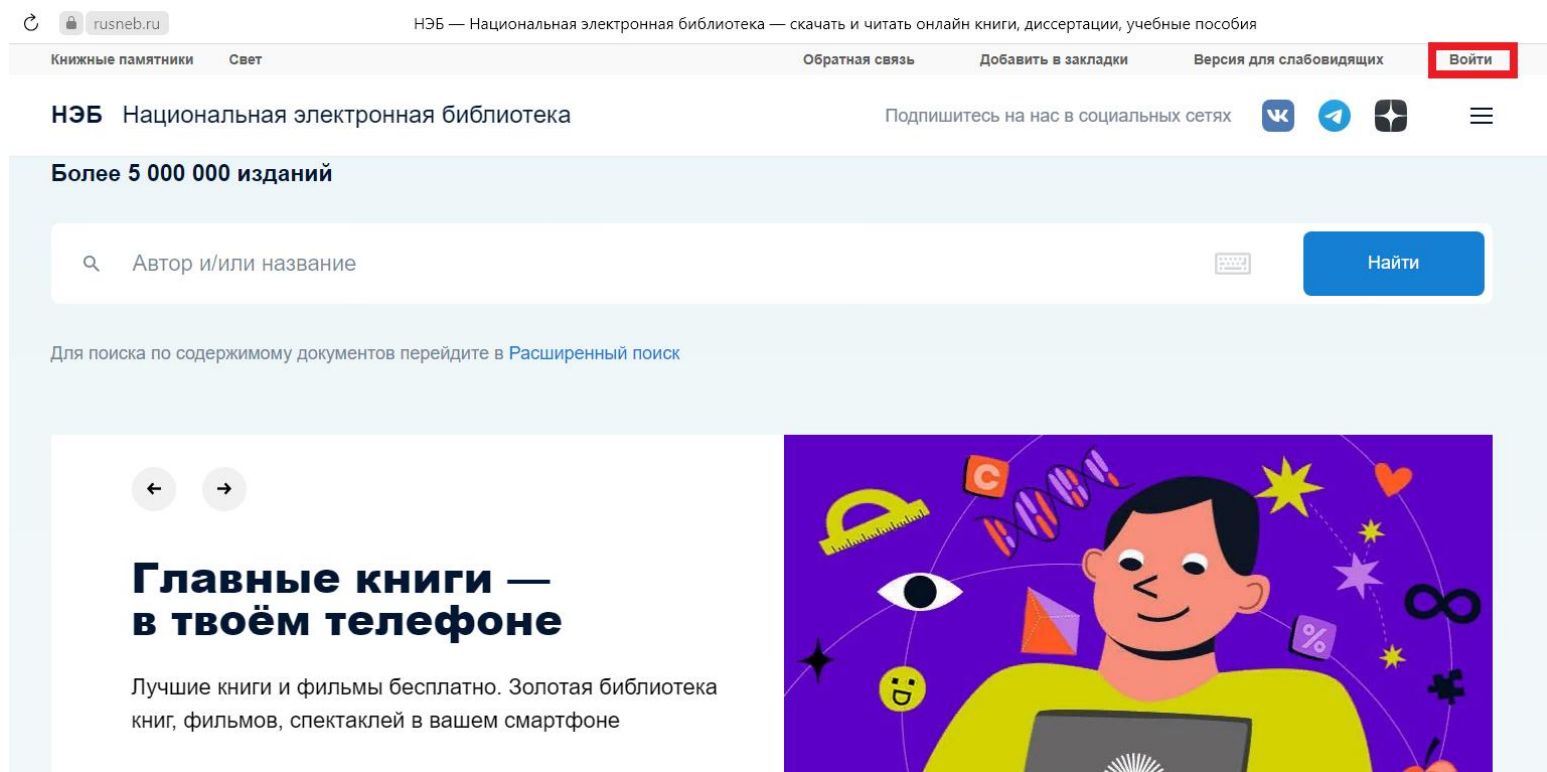 rusneb.ru НЭБ — Национальная электронная библиотека — скачать и читать онлайн книги, диссертации, учебные пособия
Книжные памятники Свет Обратная связь Добавить в закладки Версия для слабовидящих Войти
НЭБ Национальная электронная библиотека Подпишитесь на нас в социальных сетях
Более 5 000 000 изданий
Автор и/или название Найти
Для поиска по содержимому документов перейдите в Расширенный поиск
Главные книги —
в твоём телефоне
Лучшие книги и фильмы бесплатно. Золотая библиотека
книг, фильмов, спектаклей в вашем смартфоне
C
%